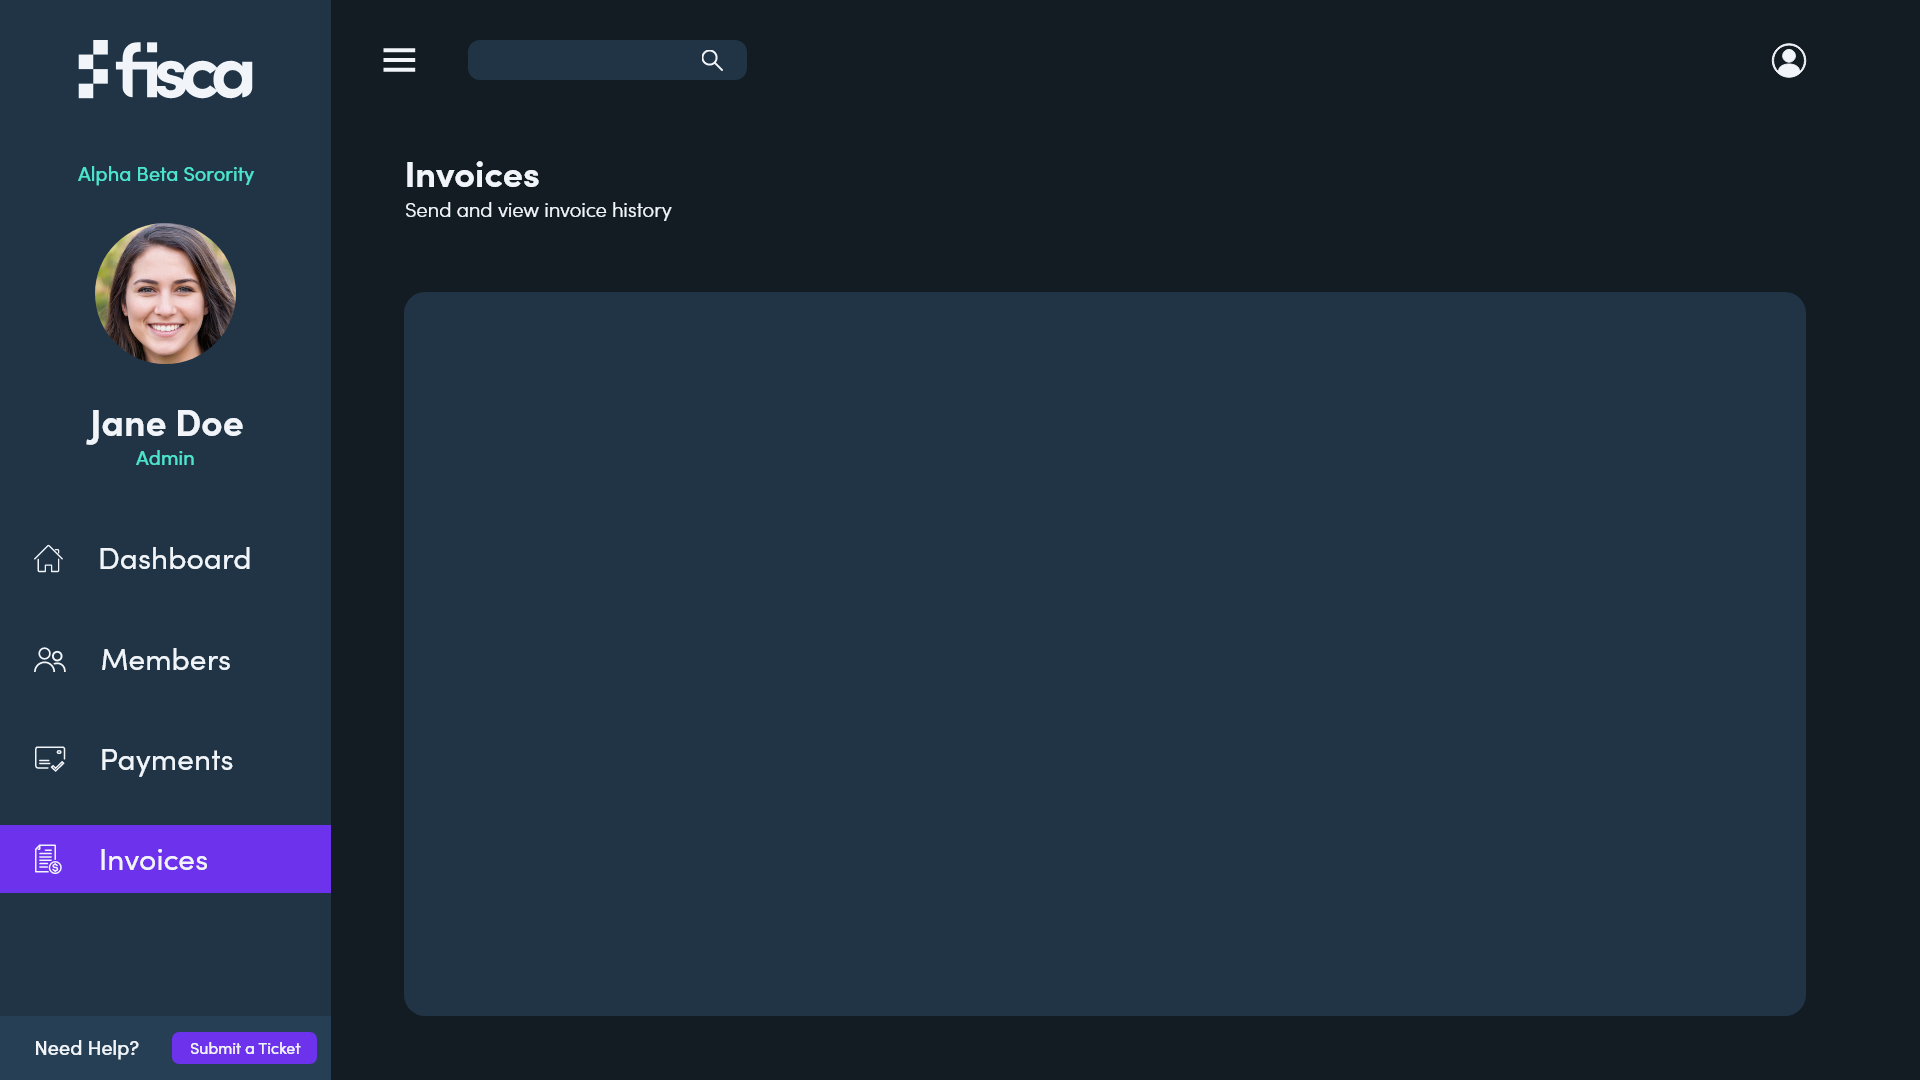 fisca
Alpha Beta Sorority
Jane Doe
Admin
Dashboard
Members
Payments
Invoices
Need Help?
Submit a Ticket
Invoices
Send and view invoice history